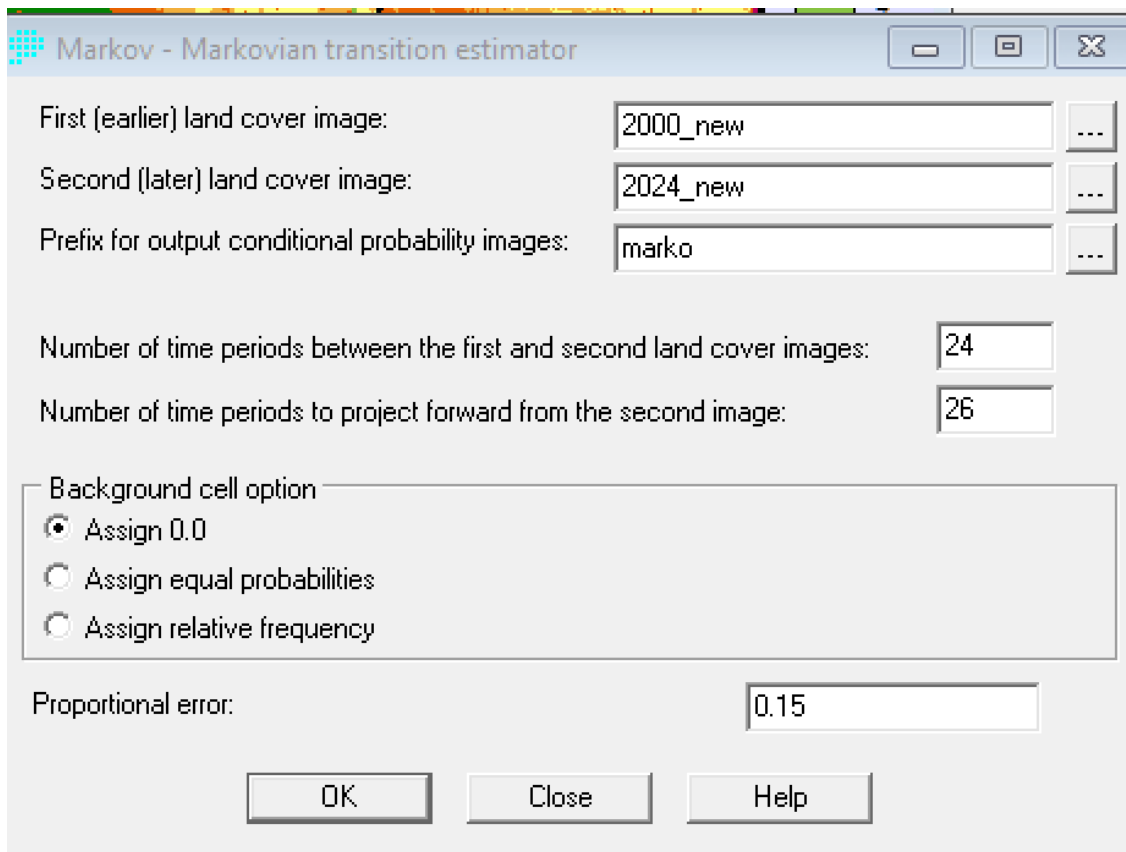 Markov - Markovian transition estimator
First (earlier) land cover image: 2000_new ...
Second (later) land cover image: 2024_new ...
Prefix for output conditional probability images: marko ...
Number of time periods between the first and second land cover images: 24
Number of time periods to project forward from the second image: 26
Background cell option
Assign 0.0
Assign equal probabilities
Assign relative frequency
Proportional error: 0.15
OK Close Help